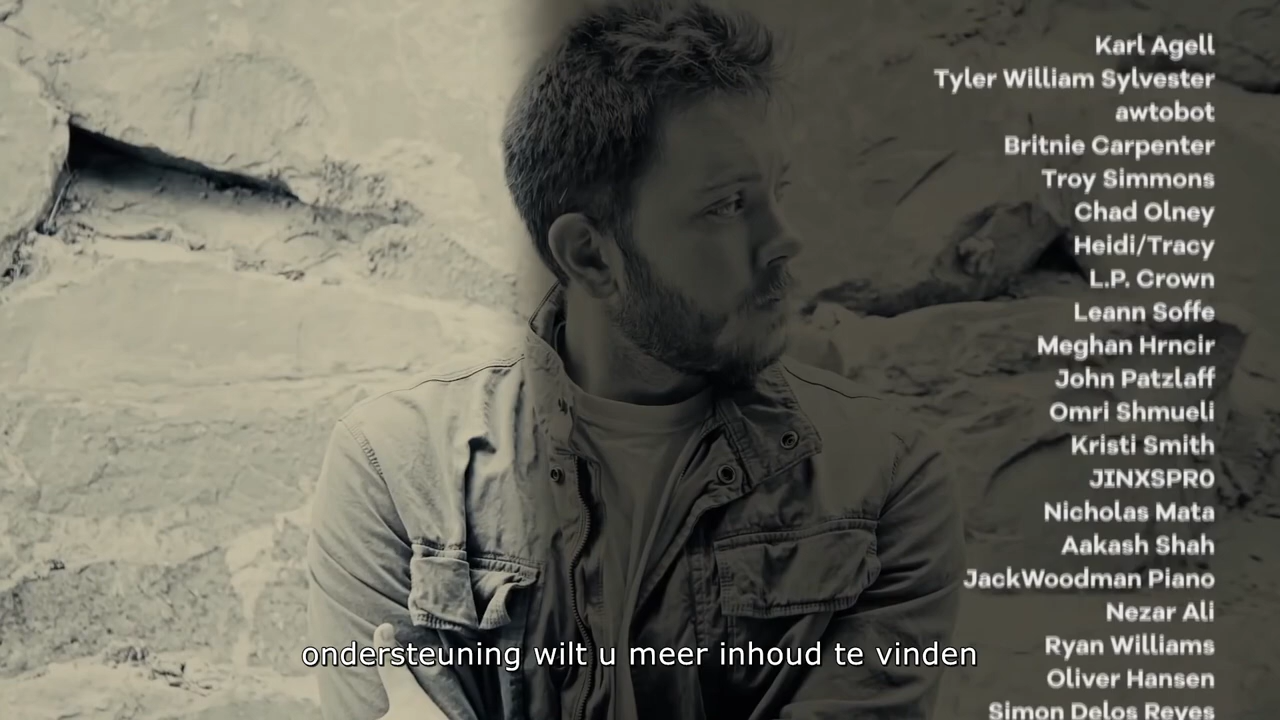 Karl Agell
Tyler William Sylvester
awtobot
Britnie Carpenter
Troy Simmons
Chad Olney
Heidi/Tracy
L.P. Crown
Leann Soffe
Meghan Hrncir
John Patzlaff
Omri Shmueli
Kristi Smith
JINXSPR0
Nicholas Mata
Aakash Shah
JackWoodman Piano
Nezar Ali
Ryan Williams
ondersteuning wilt u meer inhoud te vinden
Oliver Hansen
Simon Delos Reyes